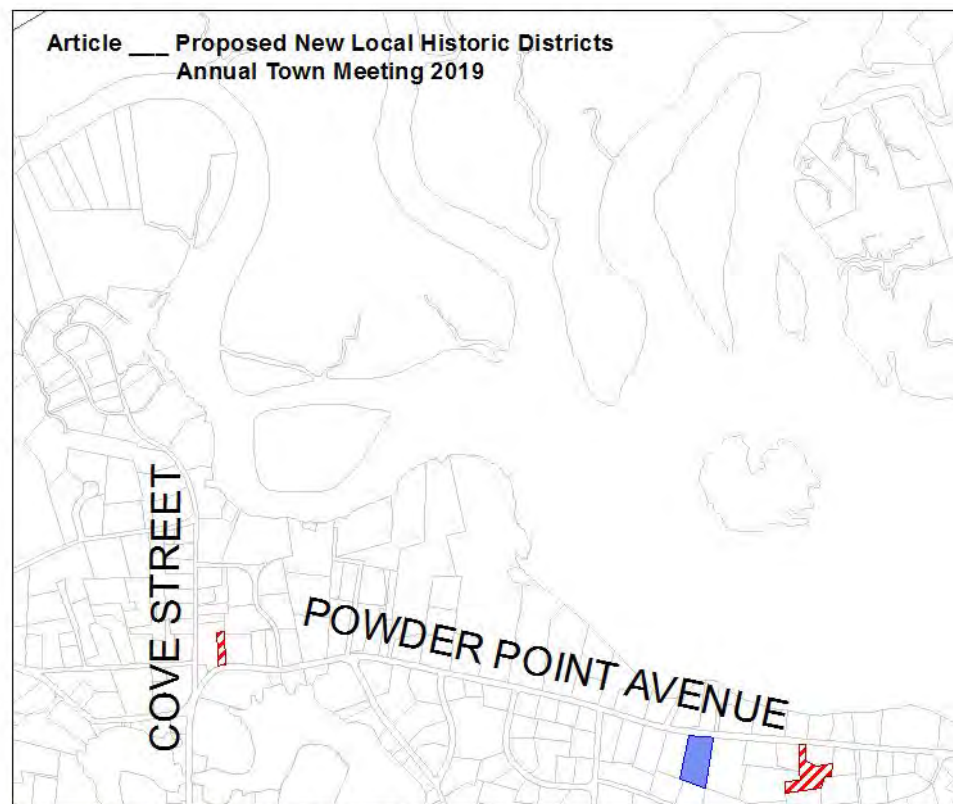 Article ___ Proposed New Local Historic Districts
Annual Town Meeting 2019
COVE STREET
POWDER POINT AVENUE